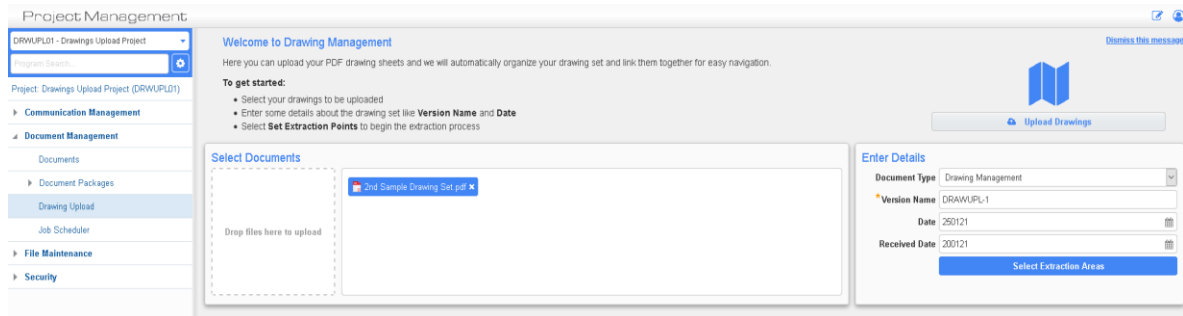 Project Management
DRWUPL01 - Drawings Upload Project
Program Search...
Project: Drawings Upload Project (DRWUPL01)
Communication Management
Document Management
Documents
Document Packages
Drawing Upload
Job Scheduler
File Maintenance
Security
Welcome to Drawing Management
Dismiss this message
Here you can upload your PDF drawing sheets and we will automatically organize your drawing set and link them together for easy navigation.
To get started:
• Select your drawings to be uploaded
• Enter some details about the drawing set like Version Name and Date
• Select Set Extraction Points to begin the extraction process
Upload Drawings
Select Documents
Drop files here to upload
2nd Sample Drawing Set.pdf ×
Enter Details
Document Type Drawing Management
*Version Name DRAWUPL-1
Date 250121
Received Date 200121
Select Extraction Areas